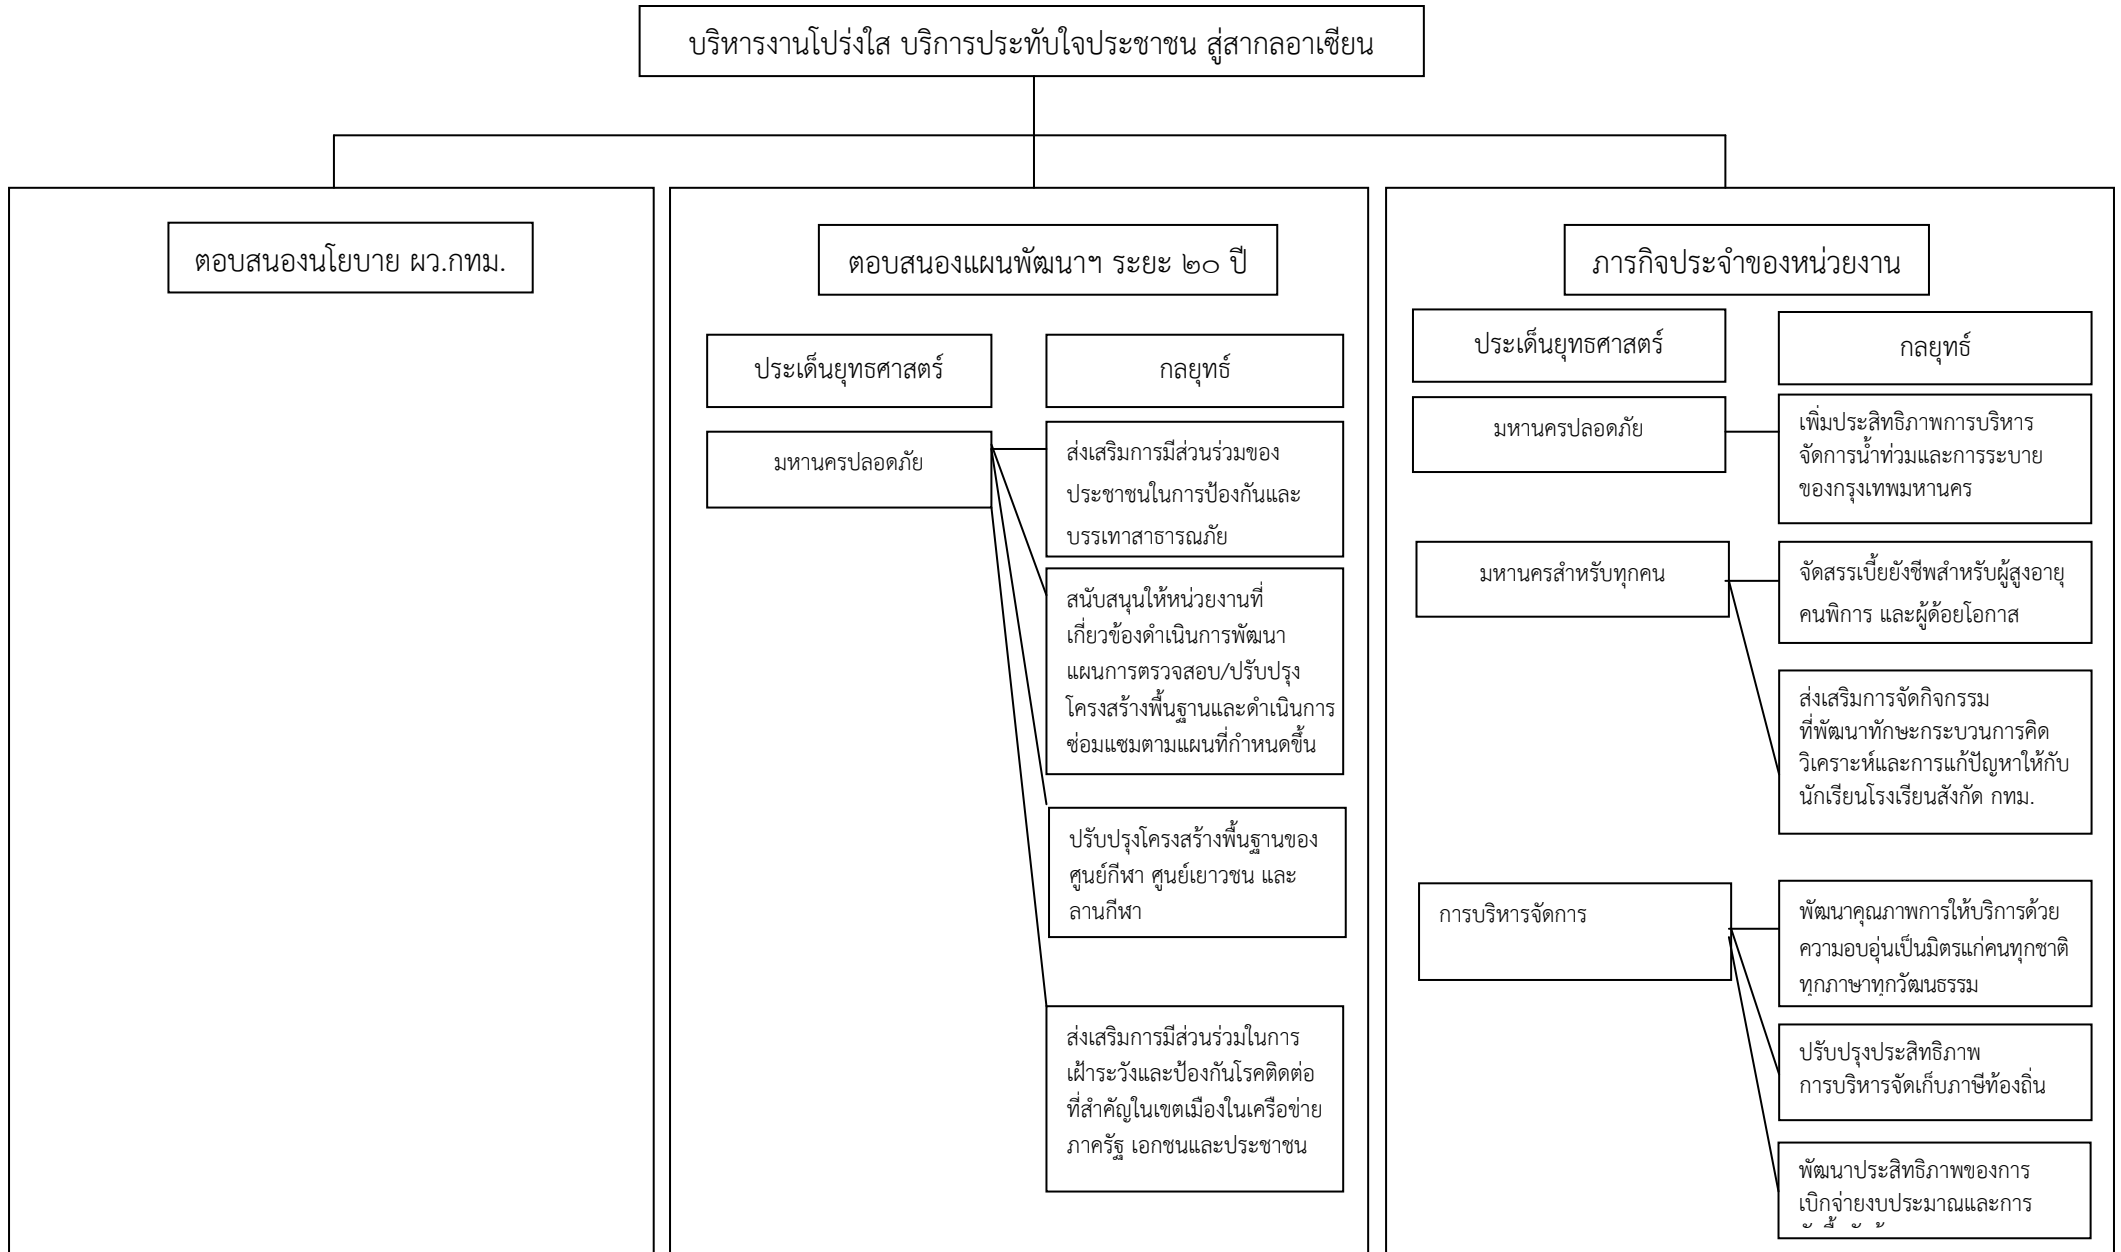 บริหารงานโปร่งใส บริการประทับใจประชาชน สู่สากลอาเซียน
ตอบสนองนโยบาย ผว.กทม.
ตอบสนองแผนพัฒนาฯ ระยะ ๒๐ ปี
ประเด็นยุทธศาสตร์
กลยุทธ์
มหานครปลอดภัย
ส่งเสริมการมีส่วนร่วมของ
ประชาชนในการป้องกันและ
บรรเทาสาธารณภัย
สนับสนุนให้หน่วยงานที่
เกี่ยวข้องดำเนินการพัฒนา
แผนการตรวจสอบ/ปรับปรุง
โครงสร้างพื้นฐานและดำเนินการ
ซ่อมแซมตามแผนที่กำหนดขึ้น
ปรับปรุงโครงสร้างพื้นฐานของ
ศูนย์กีฬา ศูนย์เยาวชน และ
ลานกีฬา
ส่งเสริมการมีส่วนร่วมในการ
เฝ้าระวังและป้องกันโรคติดต่อ
ที่สำคัญในเขตเมืองในเครือข่าย
ภาครัฐ เอกชนและประชาชน
ภารกิจประจำของหน่วยงาน
ประเด็นยุทธศาสตร์
กลยุทธ์
มหานครปลอดภัย
เพิ่มประสิทธิภาพการบริหาร
จัดการน้ำท่วมและการระบาย
ของกรุงเทพมหานคร
มหานครสำหรับทุกคน
จัดสรรเบี้ยยังชีพสำหรับผู้สูงอายุ
คนพิการ และผู้ด้อยโอกาส
ส่งเสริมการจัดกิจกรรม
ที่พัฒนาทักษะกระบวนการคิด
วิเคราะห์และการแก้ปัญหาให้กับ
นักเรียนโรงเรียนสังกัด กทม.
การบริหารจัดการ
พัฒนาคุณภาพการให้บริการด้วย
ความอบอุ่นเป็นมิตรแก่คนทุกชาติ
ทุกภาษาทุกวัฒนธรรม
ปรับปรุงประสิทธิภาพ
การบริหารจัดเก็บภาษีท้องถิ่น
พัฒนาประสิทธิภาพของการ
เบิกจ่ายงบประมาณและการ